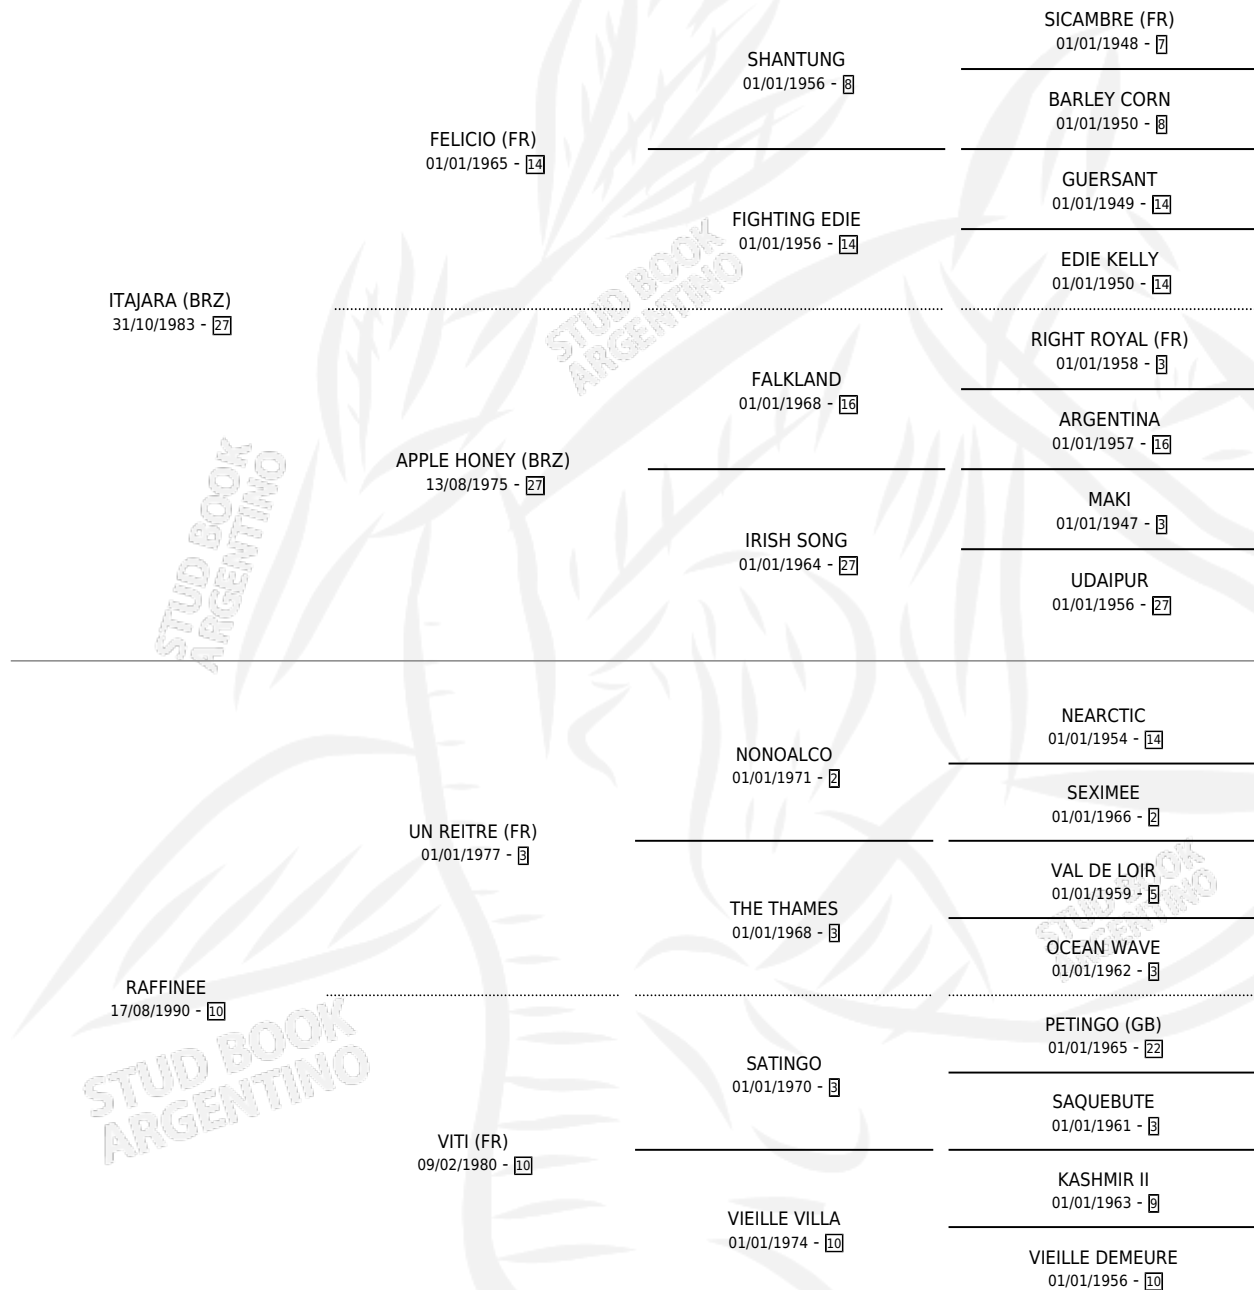 SICAMBRE (FR)
01/01/1948 - 7
SHANTUNG
01/01/1956 - 8
BARLEY CORN
01/01/1950 - 8
FELICIO (FR)
01/01/1965 - 14
GUERSANT
01/01/1949 - 14
FIGHTING EDIE
01/01/1956 - 14
EDIE KELLY
01/01/1950 - 14
ITAJARA (BRZ)
31/10/1983 - 27
RIGHT ROYAL (FR)
01/01/1958 - 3
FALKLAND
01/01/1968 - 16
ARGENTINA
01/01/1957 - 16
APPLE HONEY (BRZ)
13/08/1975 - 27
MAKI
01/01/1947 - 3
IRISH SONG
01/01/1964 - 27
UDAIPUR
01/01/1956 - 27
NEARCTIC
01/01/1954 - 14
NONOALCO
01/01/1971 - 2
SEXIMEE
01/01/1966 - 2
UN REITRE (FR)
01/01/1977 - 3
VAL DE LOIR
01/01/1959 - 5
THE THAMES
01/01/1968 - 3
OCEAN WAVE
01/01/1962 - 3
RAFFINEE
17/08/1990 - 10
PETINGO (GB)
01/01/1965 - 22
SATINGO
01/01/1970 - 3
SAQUEBUTE
01/01/1961 - 3
VITI (FR)
09/02/1980 - 10
KASHMIR II
01/01/1963 - 9
VIEILLE VILLA
01/01/1974 - 10
VIEILLE DEMEURE
01/01/1956 - 10
STUD BOOK
ARGENTINO
STUD BOOK
ARGENTINO
STUD BOOK
ARGENTINO
STUD BOOK
ARGENTINO